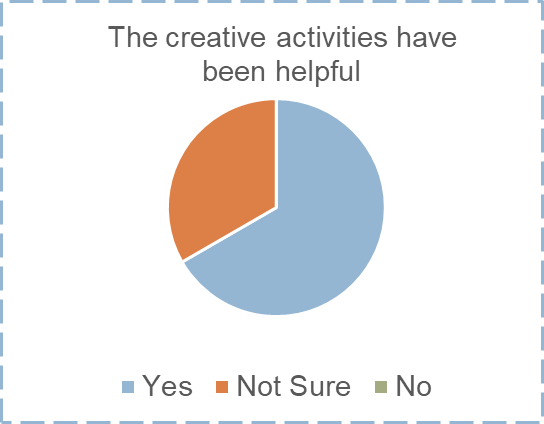 The creative activities have
been helpful
Yes Not Sure No